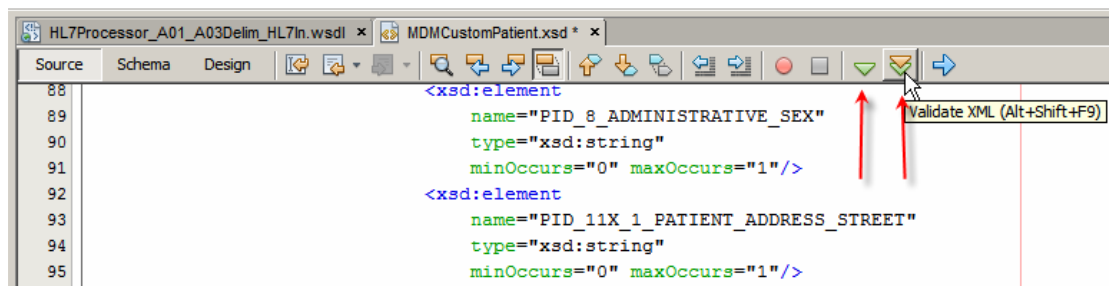 HL7Processor_A01_A03Delim_HL7In.wsdl × MDMCustomPatient.xsd * ×
Source Schema Design
88 <xsd:element
Validate XML (Alt+Shift+F9)
89 name="PID_8_ADMINISTRATIVE_SEX"
90 type="xsd:string"
91 minOccurs="0" maxOccurs="1"/>
92 <xsd:element
93 name="PID_11X_1_PATIENT_ADDRESS_STREET"
94 type="xsd:string"
95 minOccurs="0" maxOccurs="1"/>